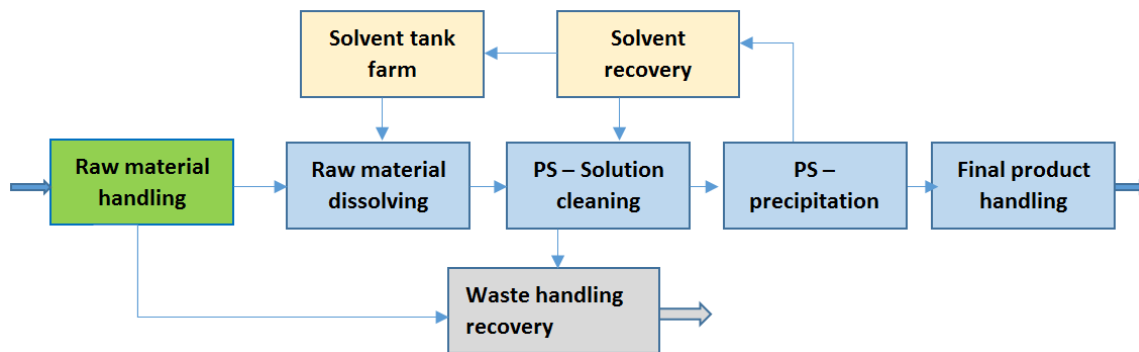 Solvent tank
farm
Solvent
recovery
Raw material
handling
Raw material
dissolving
PS – Solution
cleaning
PS –
precipitation
Final product
handling
Waste handling
recovery